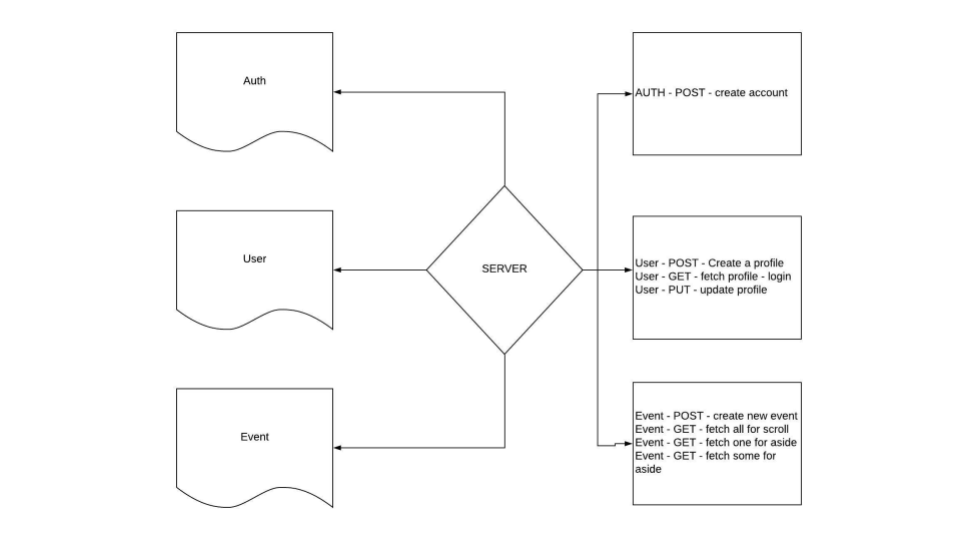 Auth
User
Event
SERVER
AUTH - POST - create account
User - POST - Create a profile
User - GET - fetch profile - login
User - PUT - update profile
Event - POST - create new event
Event - GET - fetch all for scroll
Event - GET - fetch one for aside
Event - GET - fetch some for
aside